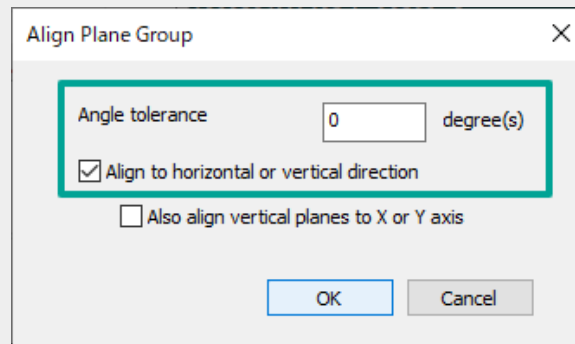 Align Plane Group
Angle tolerance 0 degree(s)
Align to horizontal or vertical direction
Also align vertical planes to X or Y axis
OK Cancel